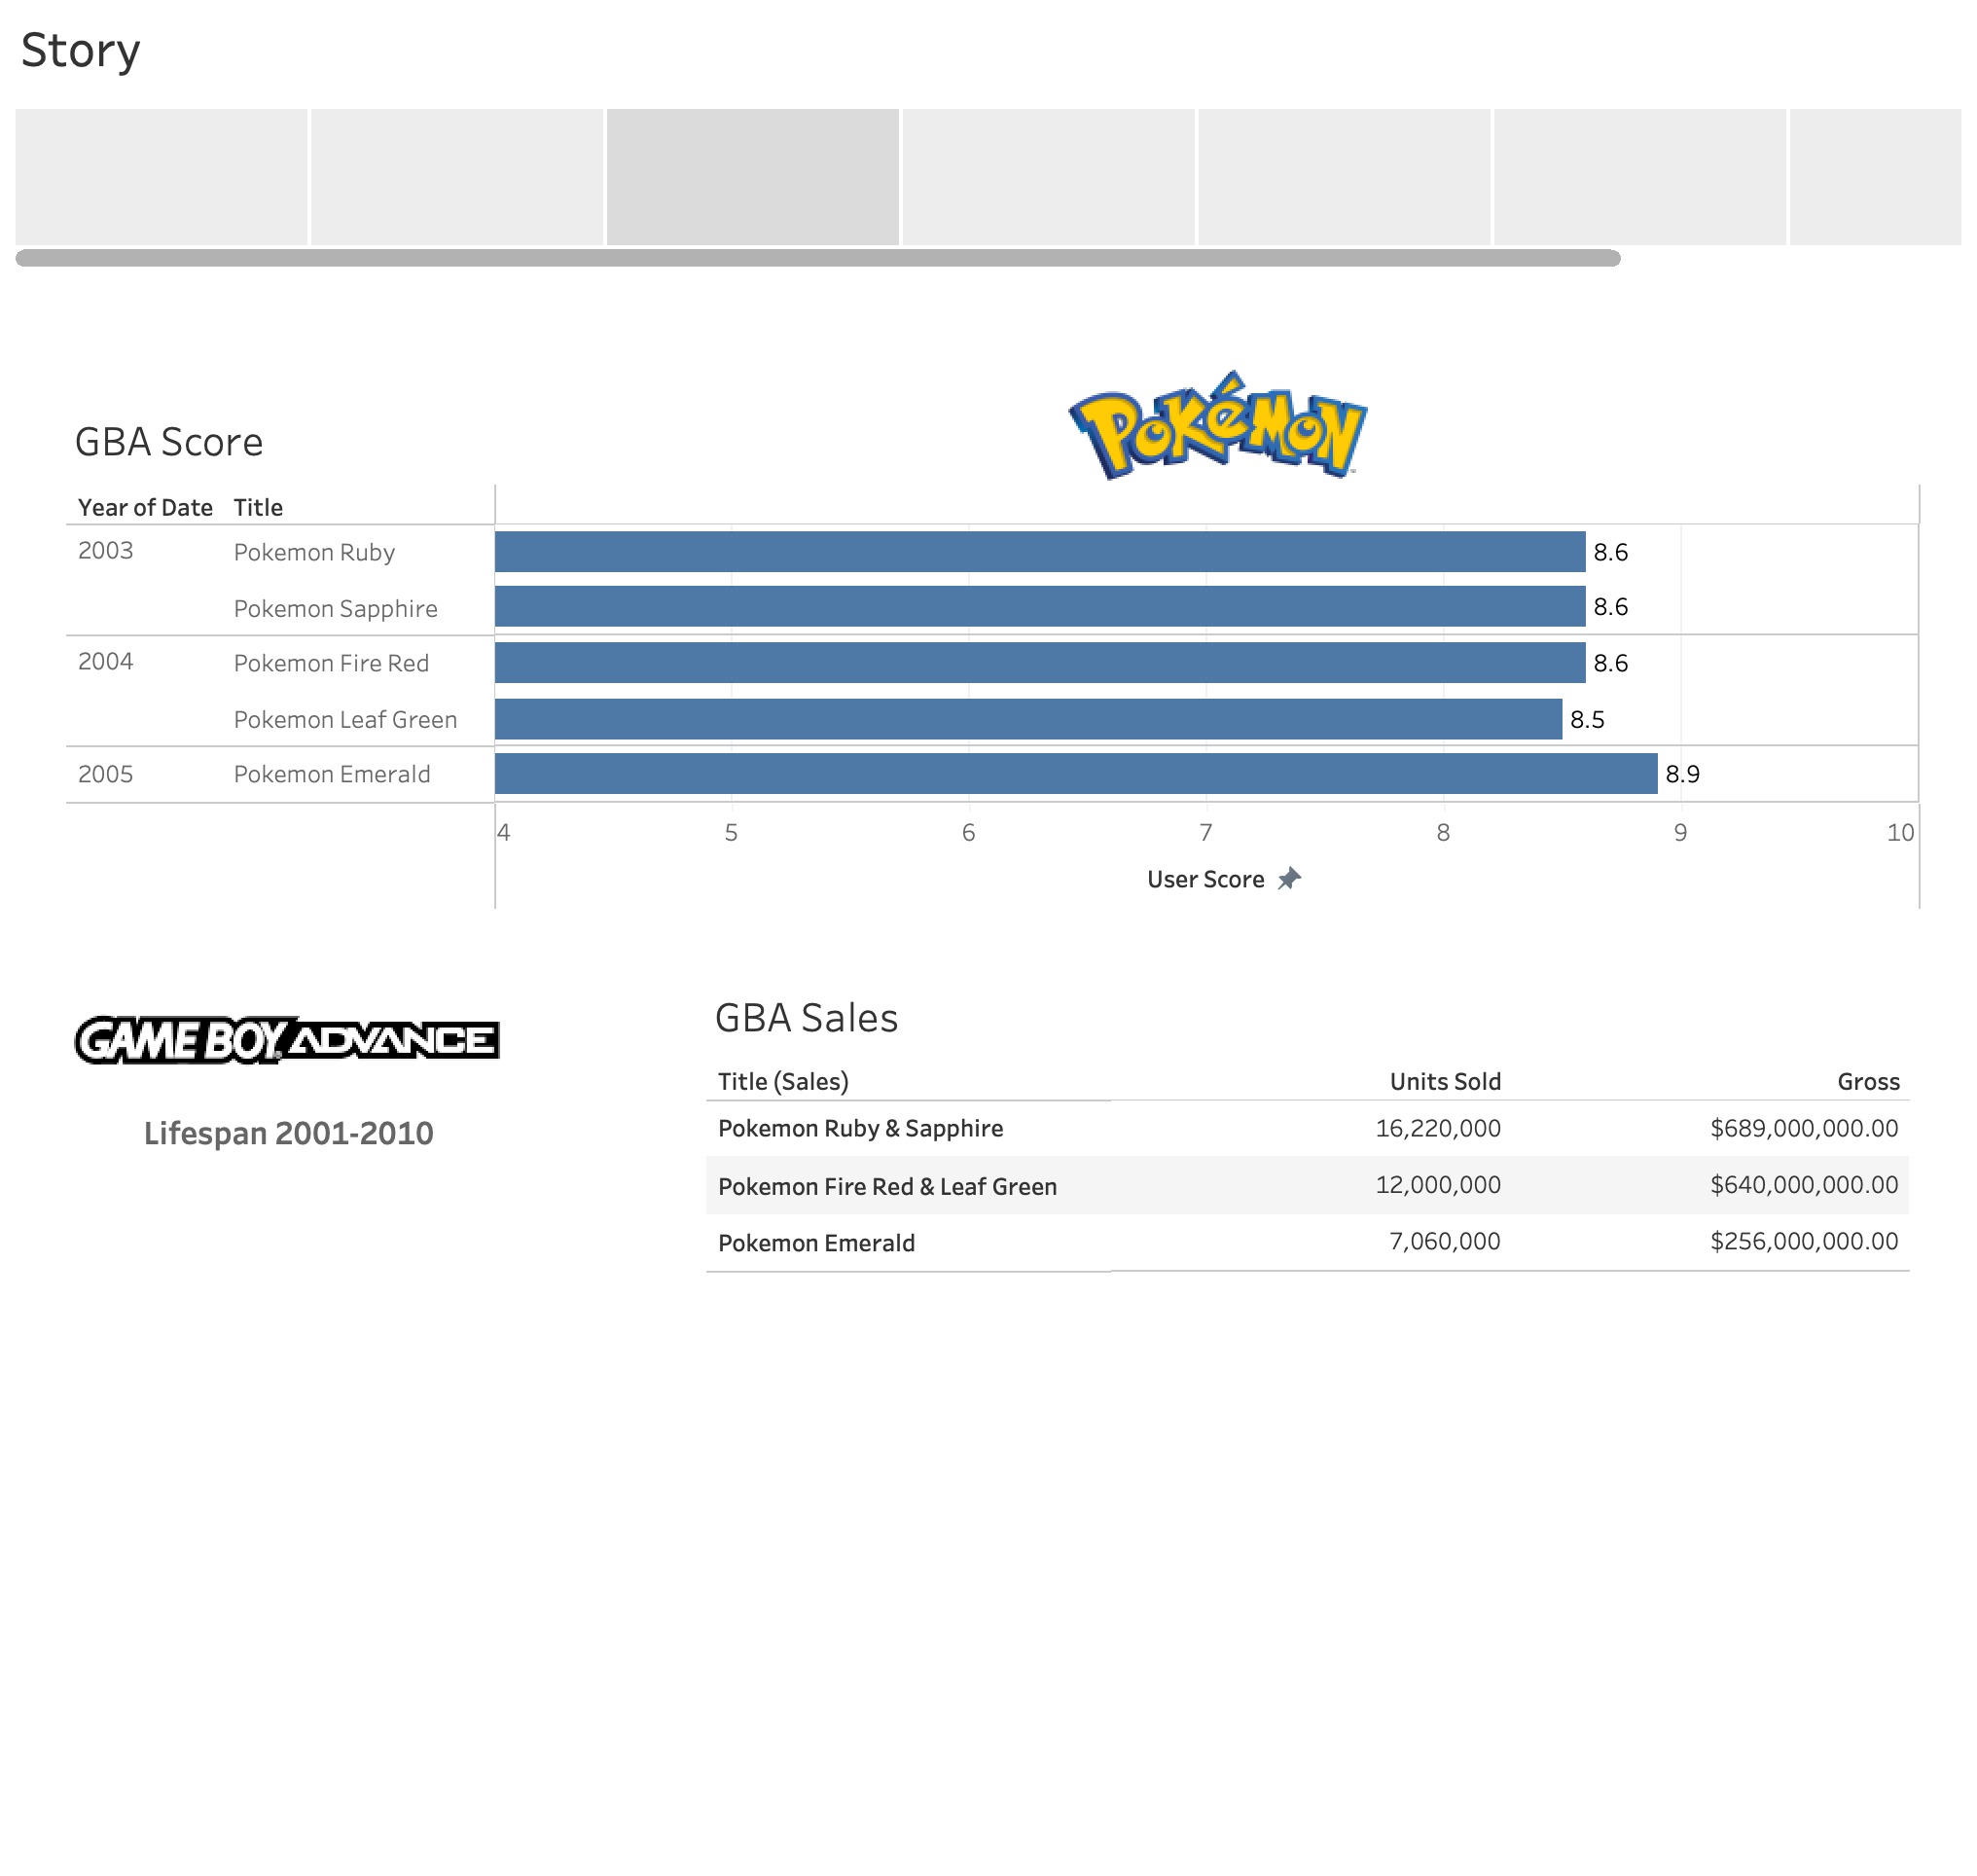 Story
Pokémon
GBA Score
Year of Date Title
2003 Pokemon Ruby 8.6
Pokemon Sapphire 8.6
2004 Pokemon Fire Red 8.6
Pokemon Leaf Green 8.5
2005 Pokemon Emerald 8.9
4 5 6 7 8 9 10
User Score
GAME BOY ADVANCE
Lifespan 2001-2010
GBA Sales
Title (Sales) Units Sold Gross
Pokemon Ruby & Sapphire 16,220,000 $689,000,000.00
Pokemon Fire Red & Leaf Green 12,000,000 $640,000,000.00
Pokemon Emerald 7,060,000 $256,000,000.00